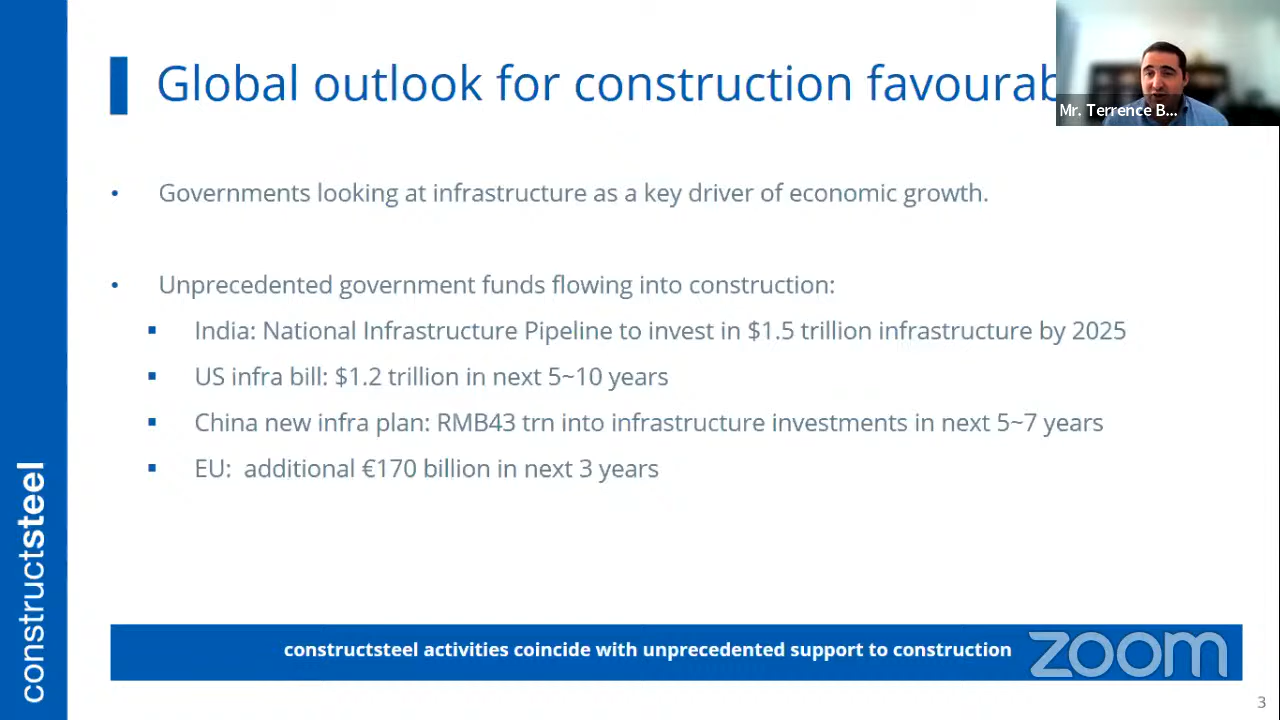 Global outlook for construction favourab
Mr. Terrence B...
• Governments looking at infrastructure as a key driver of economic growth.
• Unprecedented government funds flowing into construction:
▪ India: National Infrastructure Pipeline to invest in $1.5 trillion infrastructure by 2025
▪ US infra bill: $1.2 trillion in next 5~10 years
▪ China new infra plan: RMB43 trn into infrastructure investments in next 5~7 years
▪ EU: additional €170 billion in next 3 years
constructsteel
constructsteel activities coincide with unprecedented support to construction
zoom
3